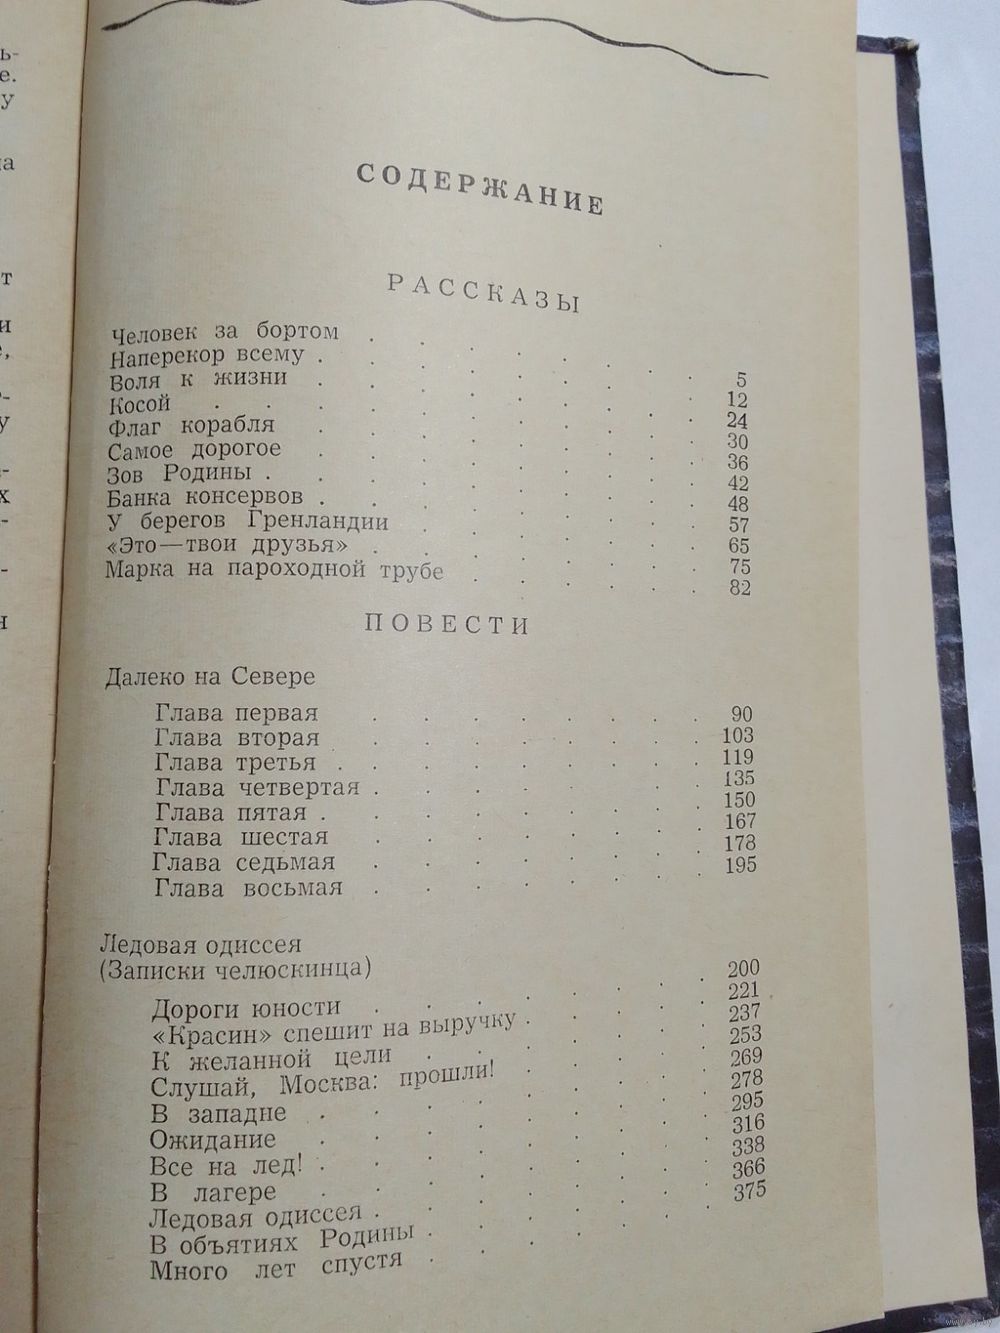 СОДЕРЖАНИЕ
РАССКАЗЫ
Человек за бортом . . . . . . . 5
Наперекор всему . . . . . . . . 12
Воля к жизни . . . . . . . . 24
Косой . . . . . . . . . . 30
Флаг корабля . . . . . . . . 36
Самое дорогое . . . . . . . . 42
Зов Родины . . . . . . . . . 48
Банка консервов . . . . . . . . 57
У берегов Гренландии . . . . . . 65
«Это—твои друзья» . . . . . . . 75
Марка на пароходной трубе . . . . . 82
ПОВЕСТИ
Далеко на Севере
Глава первая . . . . . . . 90
Глава вторая . . . . . . . 103
Глава третья . . . . . . . . 119
Глава четвертая . . . . . . . 135
Глава пятая . . . . . . . . 150
Глава шестая . . . . . . . 167
Глава седьмая . . . . . . . 178
Глава восьмая . . . . . . . 195
Ледовая одиссея
(Записки челюскинца)
Дороги юности . . . . . . . 200
«Красин» спешит на выручку . . . . 221
К желанной цели . . . . . . 237
Слушай, Москва: прошли! . . . . 253
В западне . . . . . . . . 269
Ожидание . . . . . . . . 278
Все на лед! . . . . . . . . 295
В лагере . . . . . . . . 316
Ледовая одиссея . . . . . . . 338
В объятиях Родины . . . . . . 366
Много лет спустя . . . . . . 375